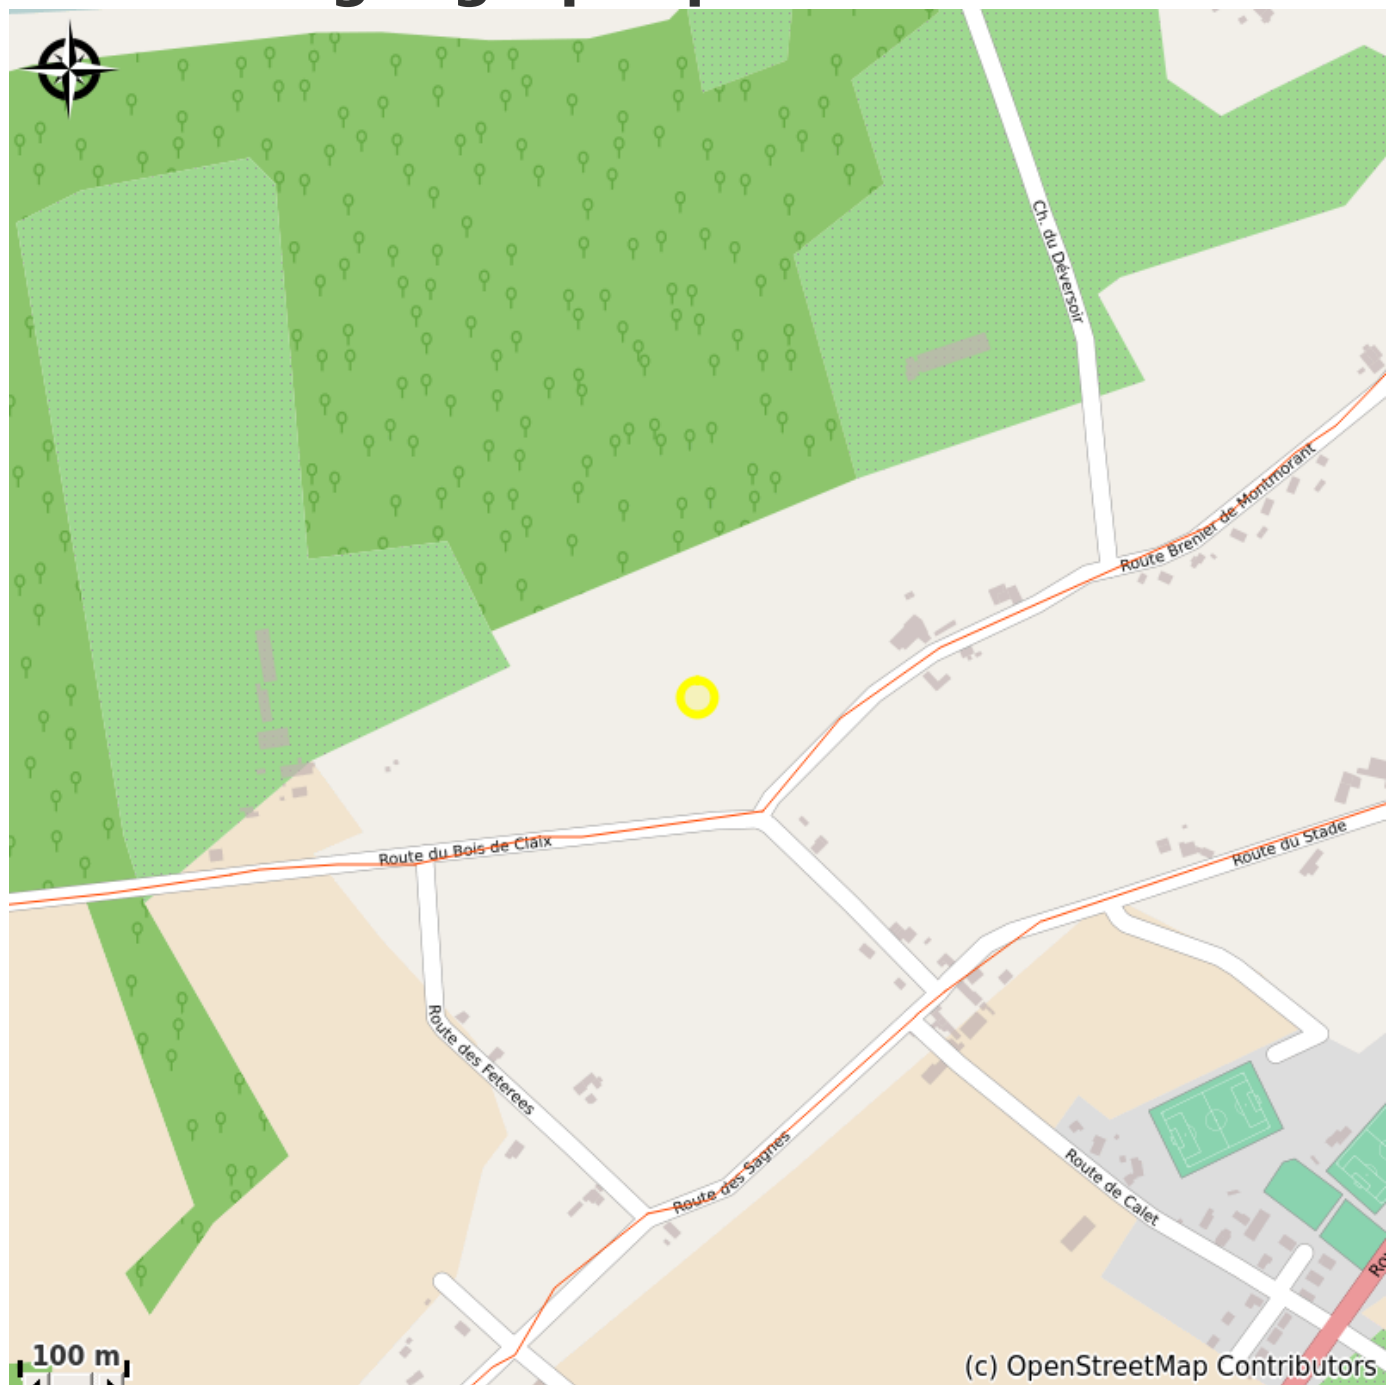 Ch. du Déversoir
Route Brenier de Montmorant
Route du Bois de Claix
Route du Stade
Route des Feterees
Route des Sagnes
Route de Calet
100 m
(c) OpenStreetMap Contributors